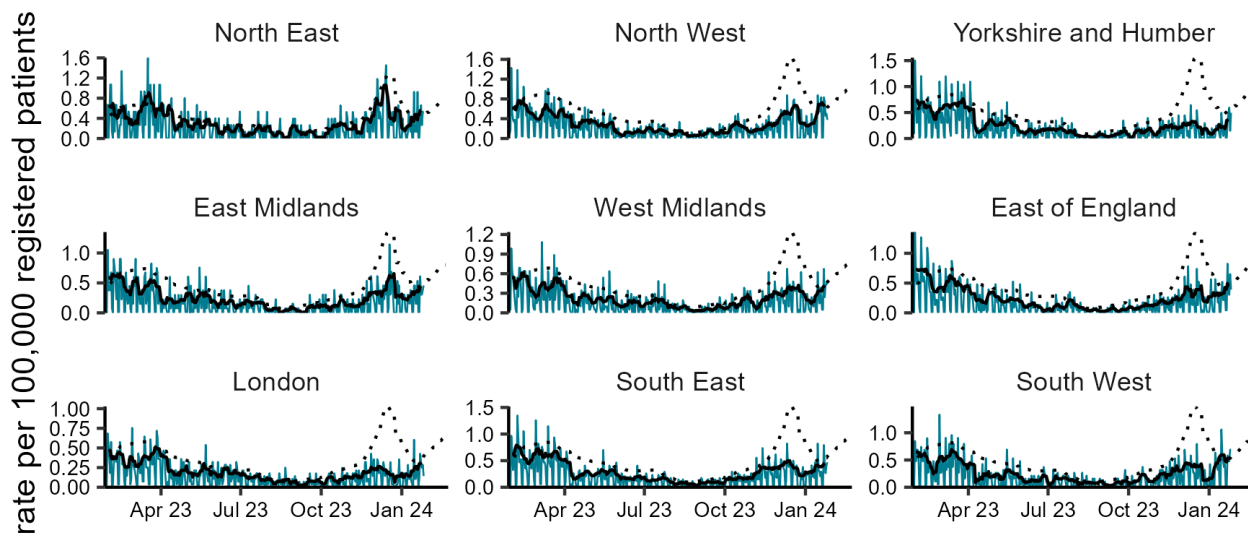 rate per 100,000 registered patients
North East
North West
Yorkshire and Humber
1.6
1.2
0.8
0.4
0.0
1.6
1.2
0.8
0.4
0.0
1.5
1.0
0.5
0.0
East Midlands
West Midlands
East of England
1.0
0.5
0.0
1.2
0.9
0.6
0.3
0.0
1.0
0.5
0.0
London
South East
South West
1.00
0.75
0.50
0.25
0.00
1.5
1.0
0.5
0.0
1.0
0.5
0.0
Apr 23 Jul 23 Oct 23 Jan 24
Apr 23 Jul 23 Oct 23 Jan 24
Apr 23 Jul 23 Oct 23 Jan 24